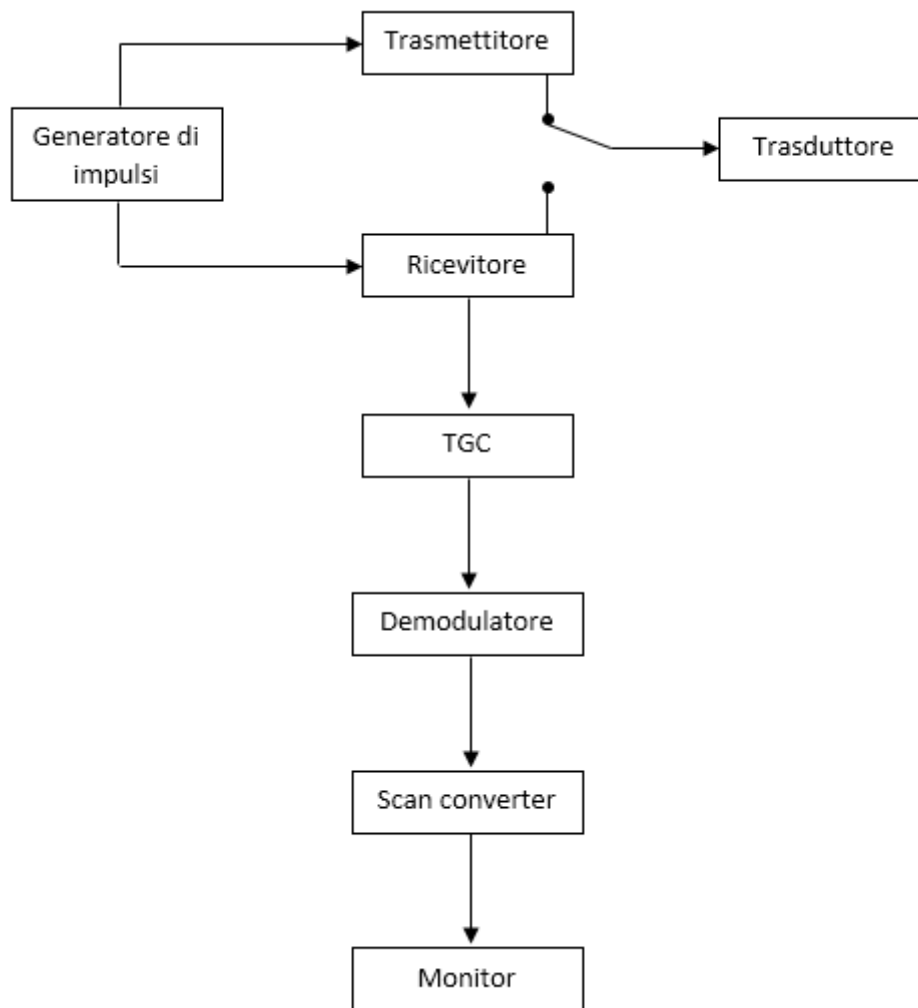 Trasmettitore
Generatore di
impulsi
Trasduttore
Ricevitore
TGC
Demodulatore
Scan converter
Monitor